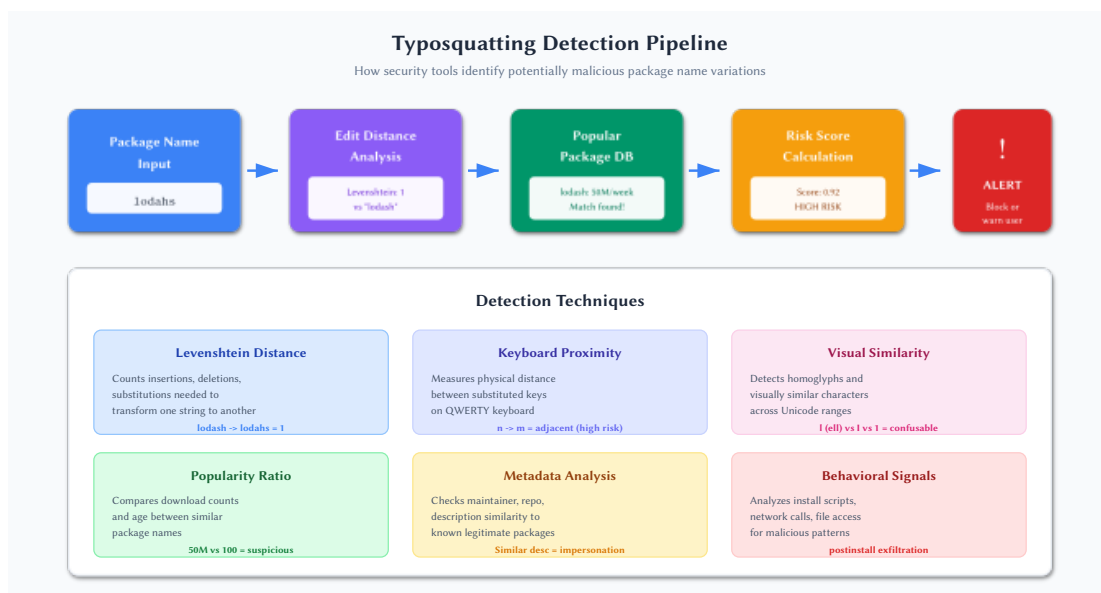 Typosquatting Detection Pipeline
How security tools identify potentially malicious package name variations
Package Name
Input
lodahs
Edit Distance
Analysis
Levenshtein: 1
vs "lodash"
Popular
Package DB
lodash: 50M/week
Match found!
Risk Score
Calculation
Score: 0.92
HIGH RISK
!
ALERT
Block or
warn user
Detection Techniques
Levenshtein Distance
Counts insertions, deletions,
substitutions needed to
transform one string to another
lodash -> lodahs = 1
Keyboard Proximity
Measures physical distance
between substituted keys
on QWERTY keyboard
n -> m = adjacent (high risk)
Visual Similarity
Detects homoglyphs and
visually similar characters
across Unicode ranges
l (ell) vs I vs 1 = confusable
Popularity Ratio
Compares download counts
and age between similar
package names
50M vs 100 = suspicious
Metadata Analysis
Checks maintainer, repo,
description similarity to
known legitimate packages
Similar desc = impersonation
Behavioral Signals
Analyzes install scripts,
network calls, file access
for malicious patterns
postinstall exfiltration